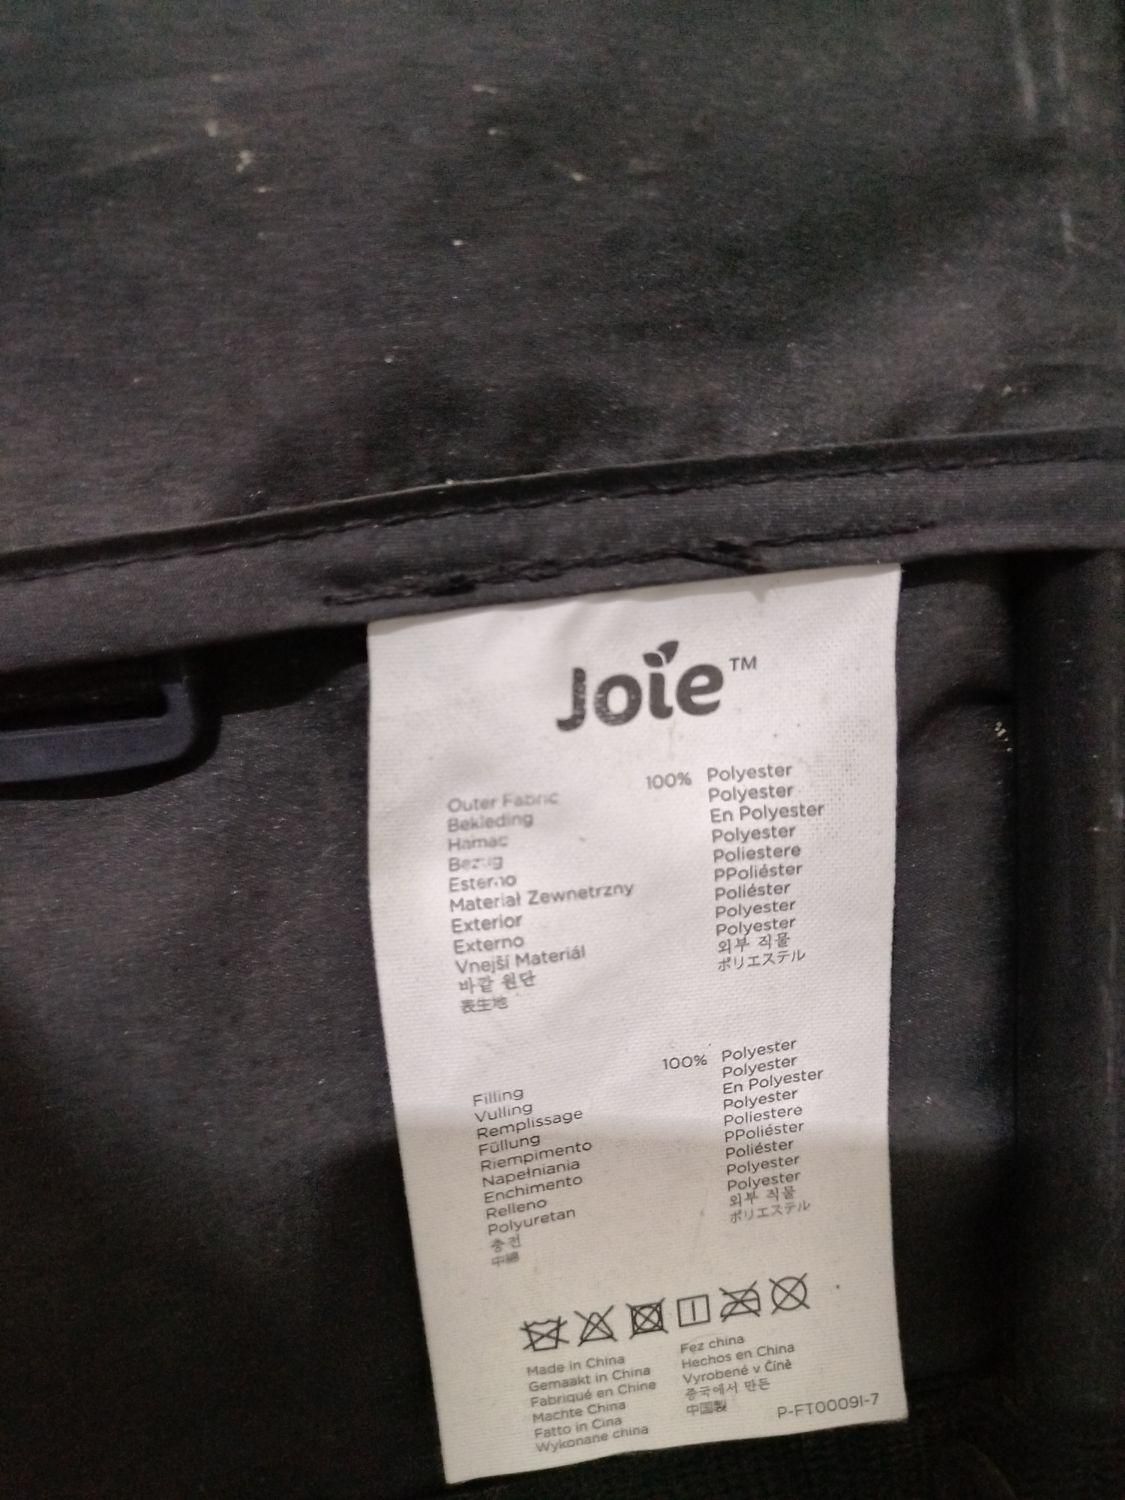 Joie™
100% Polyester
Outer Fabric Polyester
Bekleding En Polyester
Hamac Polyester
Bezug Poliestere
Esterno PPoliéster
Materiał Zewnetrzny Poliéster
Exterior Polyester
Externo Polyester
Vnejší Materiál 외부 직물
바깥 원단 ポリエステル
表生地
100% Polyester
Polyester
Filling En Polyester
Vulling Polyester
Remplissage Poliestere
Füllung PPoliéster
Riempimento Poliéster
Napełniania Polyester
Enchimento Polyester
Relleno 외부 직물
Polyuretan ポリエステル
충전
中綿
Made in China
Gemaakt in China
Fabriqué en Chine
Machte China
Fatto in Cina
Wykonane china
Fez china
Hechos en China
Vyrobené v Číně
중국에서 만든
中国製
P-FT0009I-7